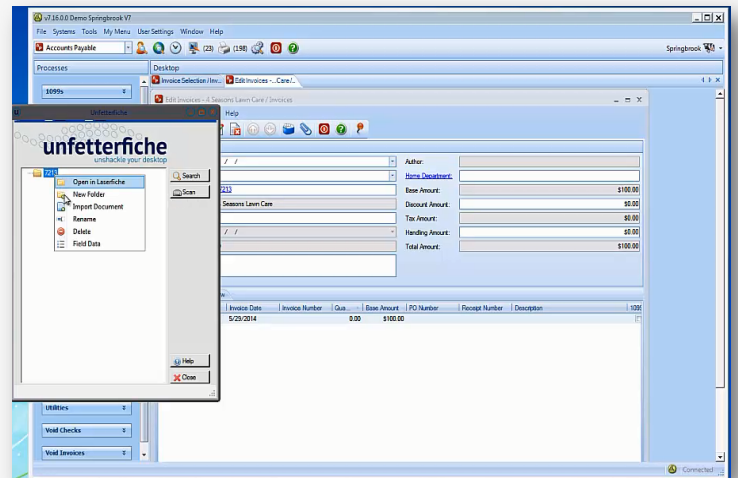 v7.16.0.0 Demo Springbrook V7
File Systems Tools My Menu User Settings Window Help
Accounts Payable (23) (198) Springbrook
Processes
Desktop
Invoice Selection / Inv... Edit Invoices - ...Care /...
1099s
Edit Invoices - 4 Seasons Lawn Care / Invoices
Help
Unfetterfiche
unfetterfiche
unshackle your desktop
7213
Search
Scan
Open in Laserfiche
New Folder
Import Document
Rename
Delete
Field Data
Help
Close
/ / Author:
Home Department:
7213 Base Amount: $100.00
Seasons Lawn Care Discount Amount: $0.00
Tax Amount: $0.00
/ / Handling Amount: $0.00
Total Amount: $100.00
Invoice Date Invoice Number Qua... Base Amount PO Number Receipt Number Description 1099
5/29/2014 0.00 $100.00
Utilities
Void Checks
Void Invoices
Connected